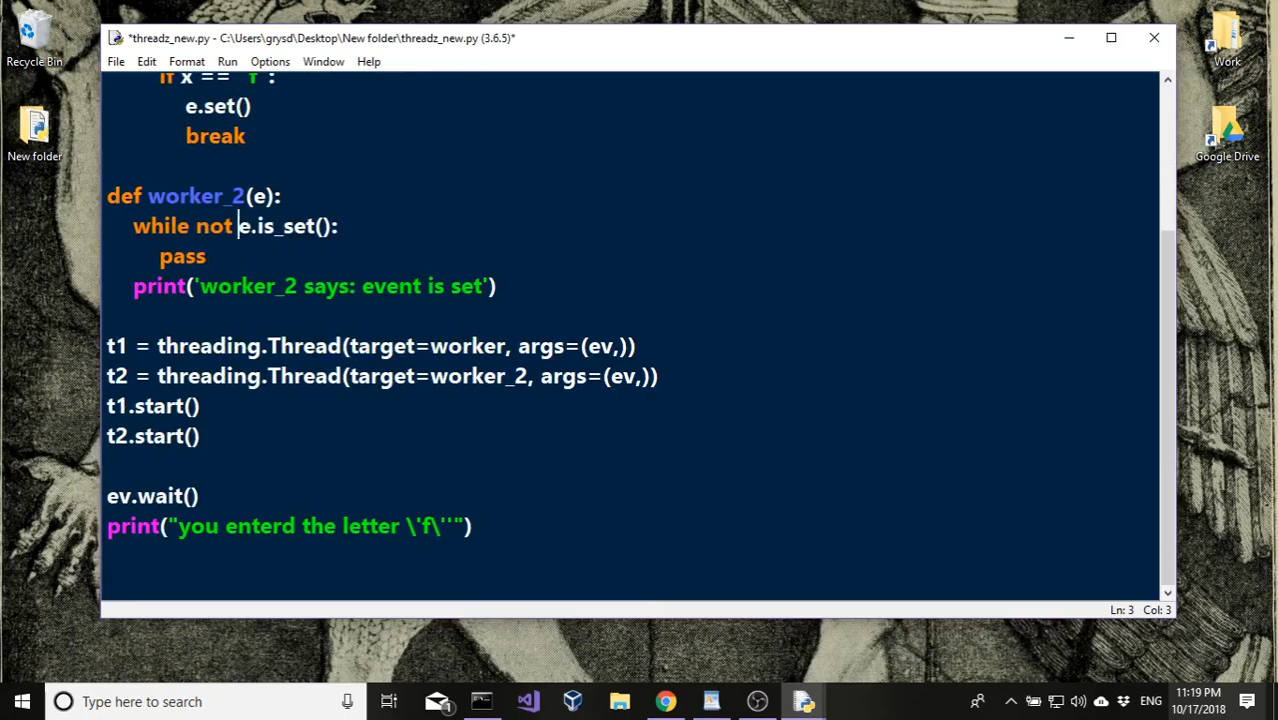 Recycle Bin
New folder
*threadz_new.py - C:\Users\grysd\Desktop\New folder\threadz_new.py (3.6.5)*
File Edit Format Run Options Window Help
if x == 'f':
e.set()
break
def worker_2(e):
while not e.is_set():
pass
print('worker_2 says: event is set')
t1 = threading.Thread(target=worker, args=(ev,))
t2 = threading.Thread(target=worker_2, args=(ev,))
t1.start()
t2.start()
ev.wait()
print("you enterd the letter \'f\''")
Ln: 3 Col: 3
Work
Google Drive
Type here to search
1
ENG
11:19 PM
10/17/2018